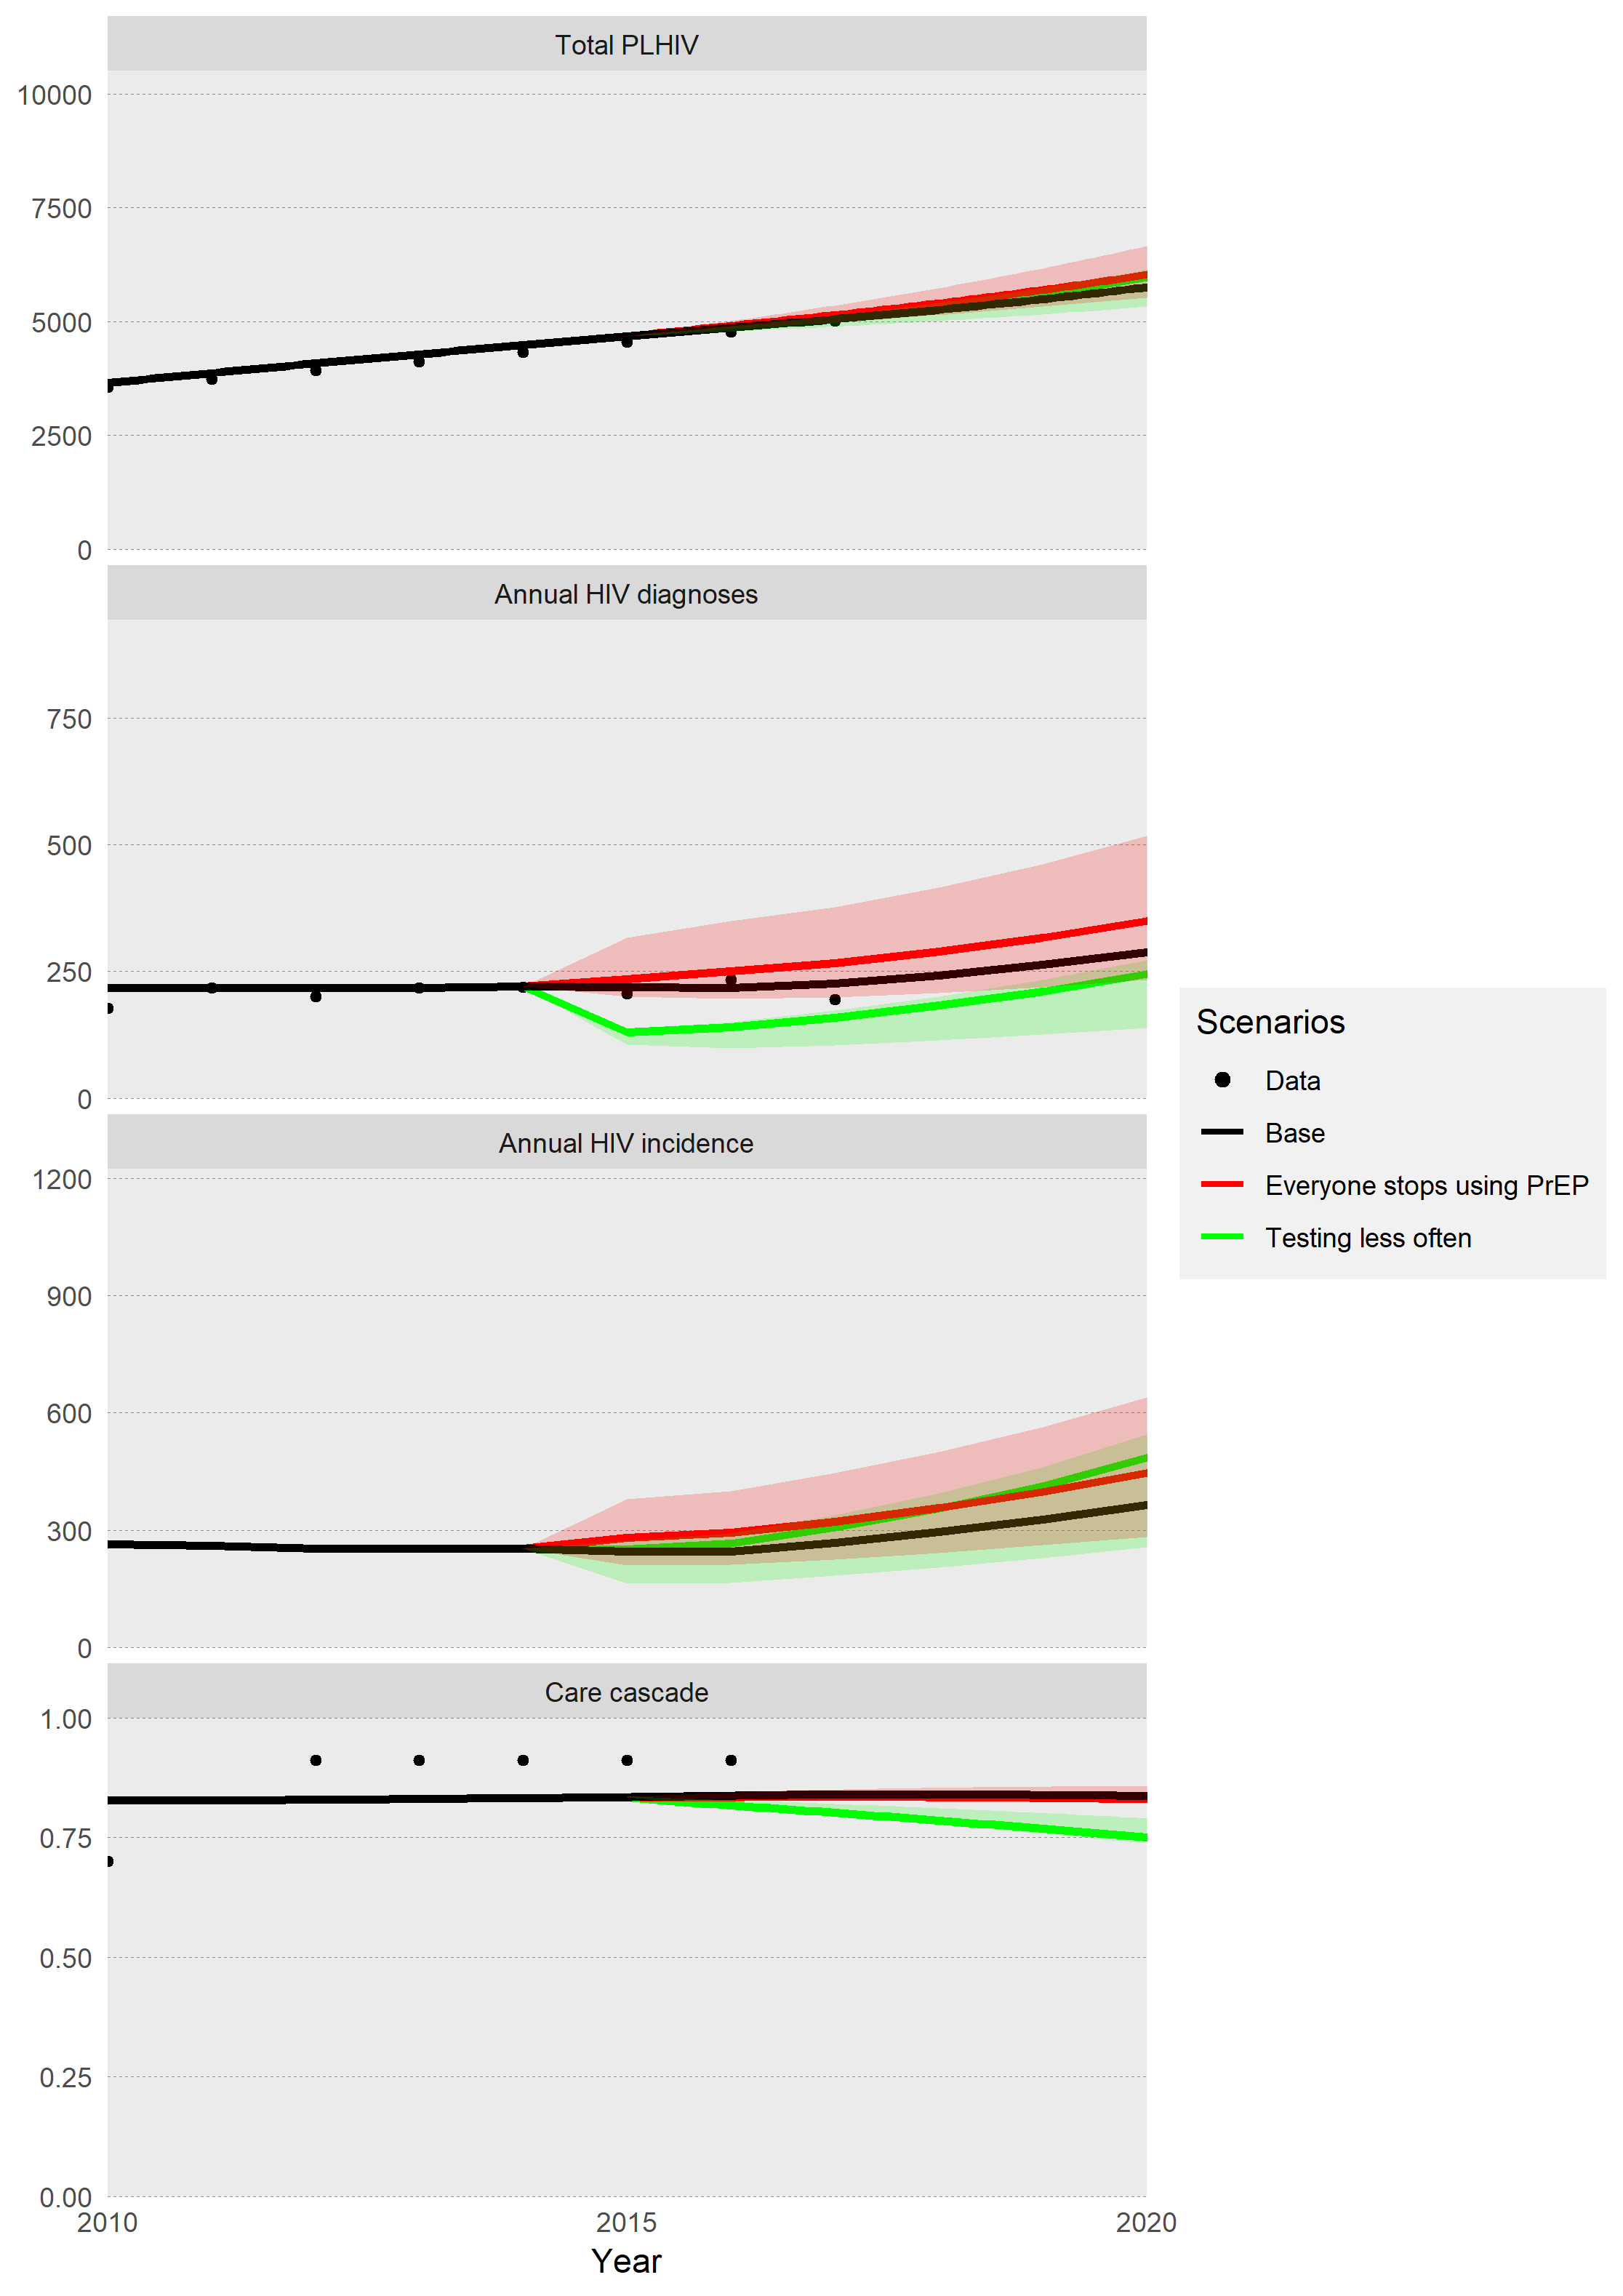 Total PLHIV
10000
7500
5000
2500
0
Annual HIV diagnoses
750
500
250
0
Annual HIV incidence
1200
900
600
300
0
Care cascade
1.00
0.75
0.50
0.25
0.00
2010 2015 2020
Year
Scenarios
Data
Base
Everyone stops using PrEP
Testing less often